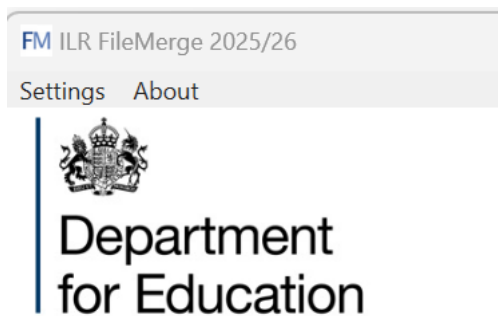 FM ILR FileMerge 2025/26
Settings About
Department
for Education